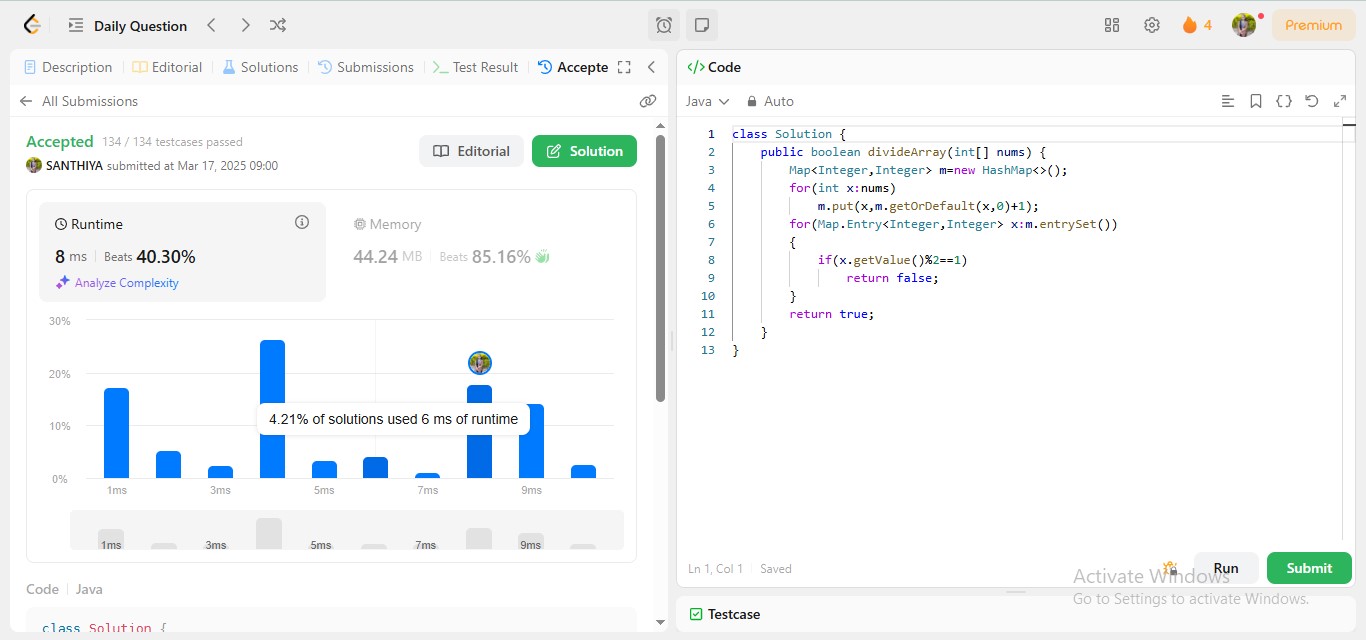 Daily Question
4
Premium
Description
Editorial
Solutions
Submissions
Test Result
Accepte
All Submissions
Accepted 134 / 134 testcases passed
SANTHIYA submitted at Mar 17, 2025 09:00
Editorial
Solution
Runtime
8 ms Beats 40.30%
Analyze Complexity
Memory
44.24 MB Beats 85.16%
30%
20%
10%
0%
4.21% of solutions used 6 ms of runtime
1ms 3ms 5ms 7ms 9ms
1ms 3ms 5ms 7ms 9ms
Code Java
class Solution {
</> Code
Java Auto
1 class Solution {
2 public boolean divideArray(int[] nums) {
3 Map<Integer,Integer> m=new HashMap<>();
4 for(int x:nums)
5 m.put(x,m.getOrDefault(x,0)+1);
6 for(Map.Entry<Integer,Integer> x:m.entrySet())
7 {
8 if(x.getValue()%2==1)
9 return false;
10 }
11 return true;
12 }
13 }
Ln 1, Col 1 Saved
Run
Submit
Activate Windows
Go to Settings to activate Windows.
Testcase